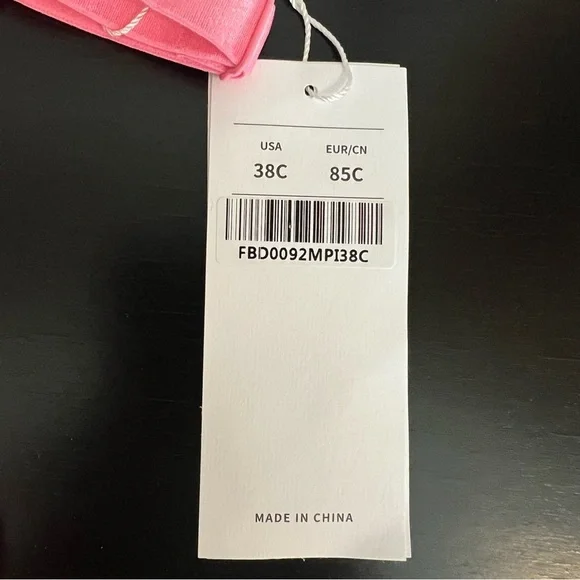 USA EUR/CN
38C 85C
FBD0092MPI38C
MADE IN CHINA